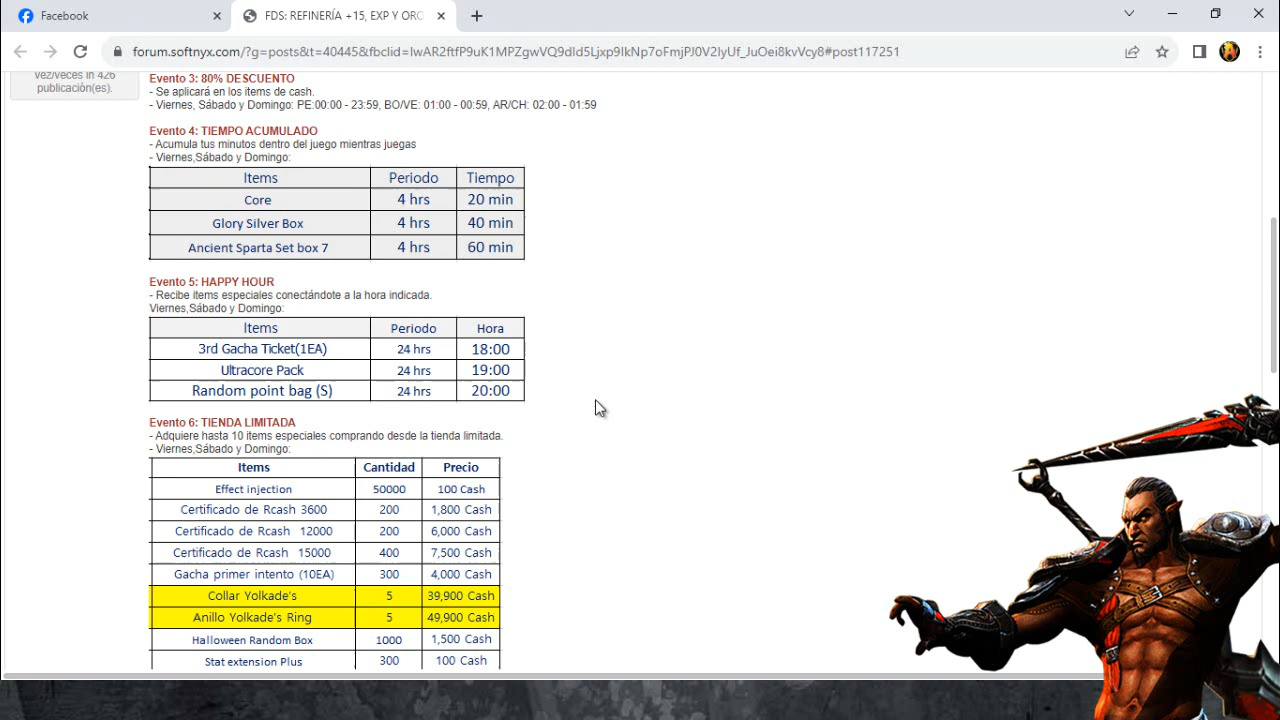 Facebook
FDS: REFINERÍA +15, EXP Y ORO
forum.softnyx.com/?g=posts&t=40445&fbclid=IwAR2ftfP9uK1MPZgwVQ9dId5Ljxp9IkNp7oFmjPJ0V2IyUf_JuOei8kvVcy8#post117251
vez/veces in 426
publicación(es).
Evento 3: 80% DESCUENTO
- Se aplicará en los items de cash.
- Viernes, Sábado y Domingo: PE:00:00 - 23:59, BO/VE: 01:00 - 00:59, AR/CH: 02:00 - 01:59
Evento 4: TIEMPO ACUMULADO
- Acumula tus minutos dentro del juego mientras juegas
- Viernes,Sábado y Domingo:
Items Periodo Tiempo
Core 4 hrs 20 min
Glory Silver Box 4 hrs 40 min
Ancient Sparta Set box 7 4 hrs 60 min
Evento 5: HAPPY HOUR
- Recibe items especiales conectándote a la hora indicada.
Viernes,Sábado y Domingo:
Items Periodo Hora
3rd Gacha Ticket(1EA) 24 hrs 18:00
Ultracore Pack 24 hrs 19:00
Random point bag (S) 24 hrs 20:00
Evento 6: TIENDA LIMITADA
- Adquiere hasta 10 items especiales comprando desde la tienda limitada.
- Viernes,Sábado y Domingo:
Items Cantidad Precio
Effect injection 50000 100 Cash
Certificado de Rcash 3600 200 1,800 Cash
Certificado de Rcash 12000 200 6,000 Cash
Certificado de Rcash 15000 400 7,500 Cash
Gacha primer intento (10EA) 300 4,000 Cash
Collar Yolkade's 5 39,900 Cash
Anillo Yolkade's Ring 5 49,900 Cash
Halloween Random Box 1000 1,500 Cash
Stat extension Plus 300 100 Cash